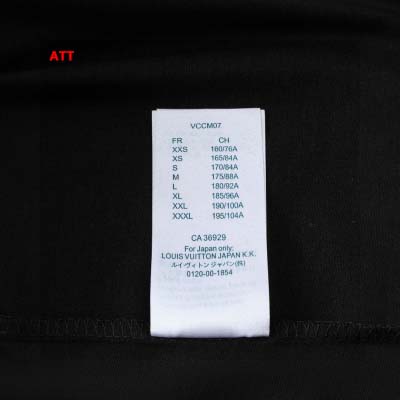 ATT
VCCM07
FR CH
XXS 160/76A
XS 165/84A
S 170/84A
M 175/88A
L 180/92A
XL 185/96A
XXL 190/100A
XXXL 195/104A
CA 36929
For Japan only:
LOUIS VUITTON JAPAN K.K.
ルイ・ヴィトン ジャパン(株)
0120-00-1854